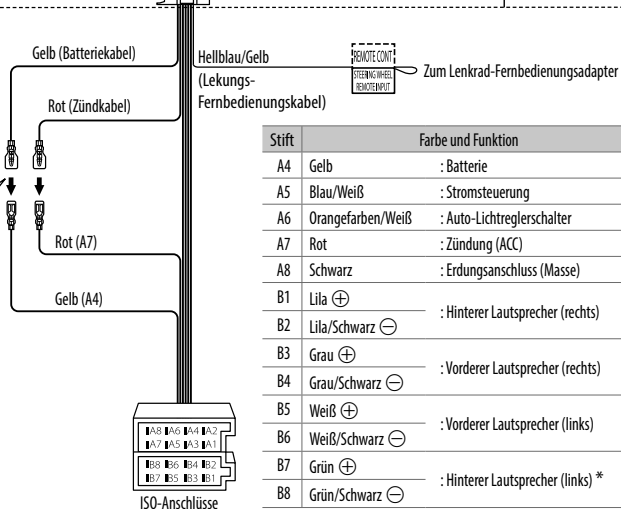 Gelb (Batteriekabel)
Hellblau/Gelb
(Lekungs-
Fernbedienungskabel)
REMOTE CONT
STEERING WHEEL
REMOTE INPUT
Zum Lenkrad-Fernbedienungsadapter
Rot (Zündkabel)
Rot (A7)
Gelb (A4)
Stift Farbe und Funktion
A4 Gelb : Batterie
A5 Blau/Weiß : Stromsteuerung
A6 Orangefarben/Weiß : Auto-Lichtreglerschalter
A7 Rot : Zündung (ACC)
A8 Schwarz : Erdungsanschluss (Masse)
B1 Lila ⊕ : Hinterer Lautsprecher (rechts)
B2 Lila/Schwarz ⊖
B3 Grau ⊕ : Vorderer Lautsprecher (rechts)
B4 Grau/Schwarz ⊖
B5 Weiß ⊕ : Vorderer Lautsprecher (links)
B6 Weiß/Schwarz ⊖
B7 Grün ⊕ : Hinterer Lautsprecher (links) *
B8 Grün/Schwarz ⊖
A8 A6 A4 A2
A7 A5 A3 A1
B8 B6 B4 B2
B7 B5 B3 B1
ISO-Anschlüsse